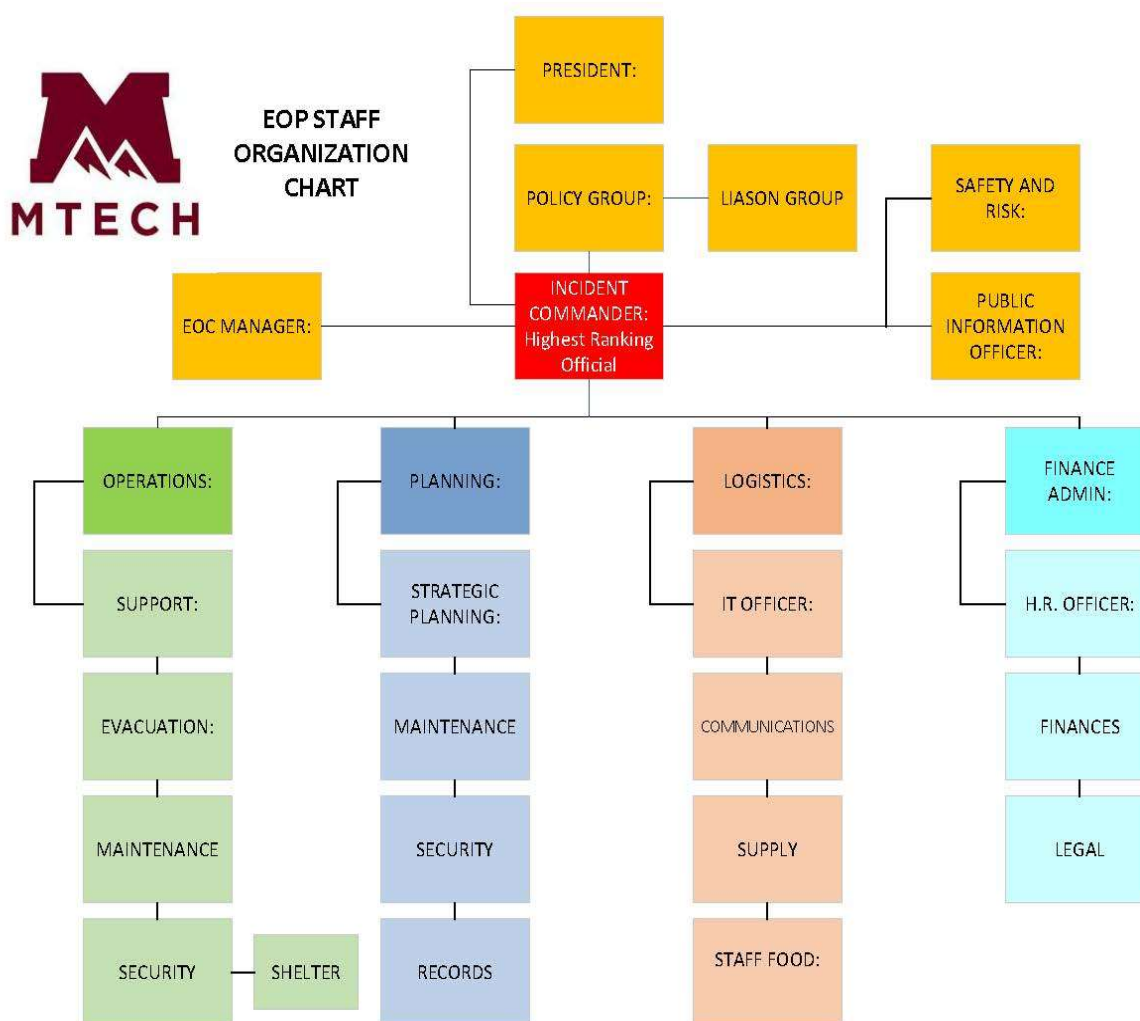 MTECH
EOP STAFF
ORGANIZATION
CHART
PRESIDENT:
POLICY GROUP:
LIASON GROUP
SAFETY AND
RISK:
EOC MANAGER:
INCIDENT
COMMANDER:
Highest Ranking
Official
PUBLIC
INFORMATION
OFFICER:
OPERATIONS:
PLANNING:
LOGISTICS:
FINANCE
ADMIN:
SUPPORT:
STRATEGIC
PLANNING:
IT OFFICER:
H.R. OFFICER:
EVACUATION:
MAINTENANCE
COMMUNICATIONS
FINANCES
MAINTENANCE
SECURITY
SUPPLY
LEGAL
SECURITY
SHELTER
RECORDS
STAFF FOOD: